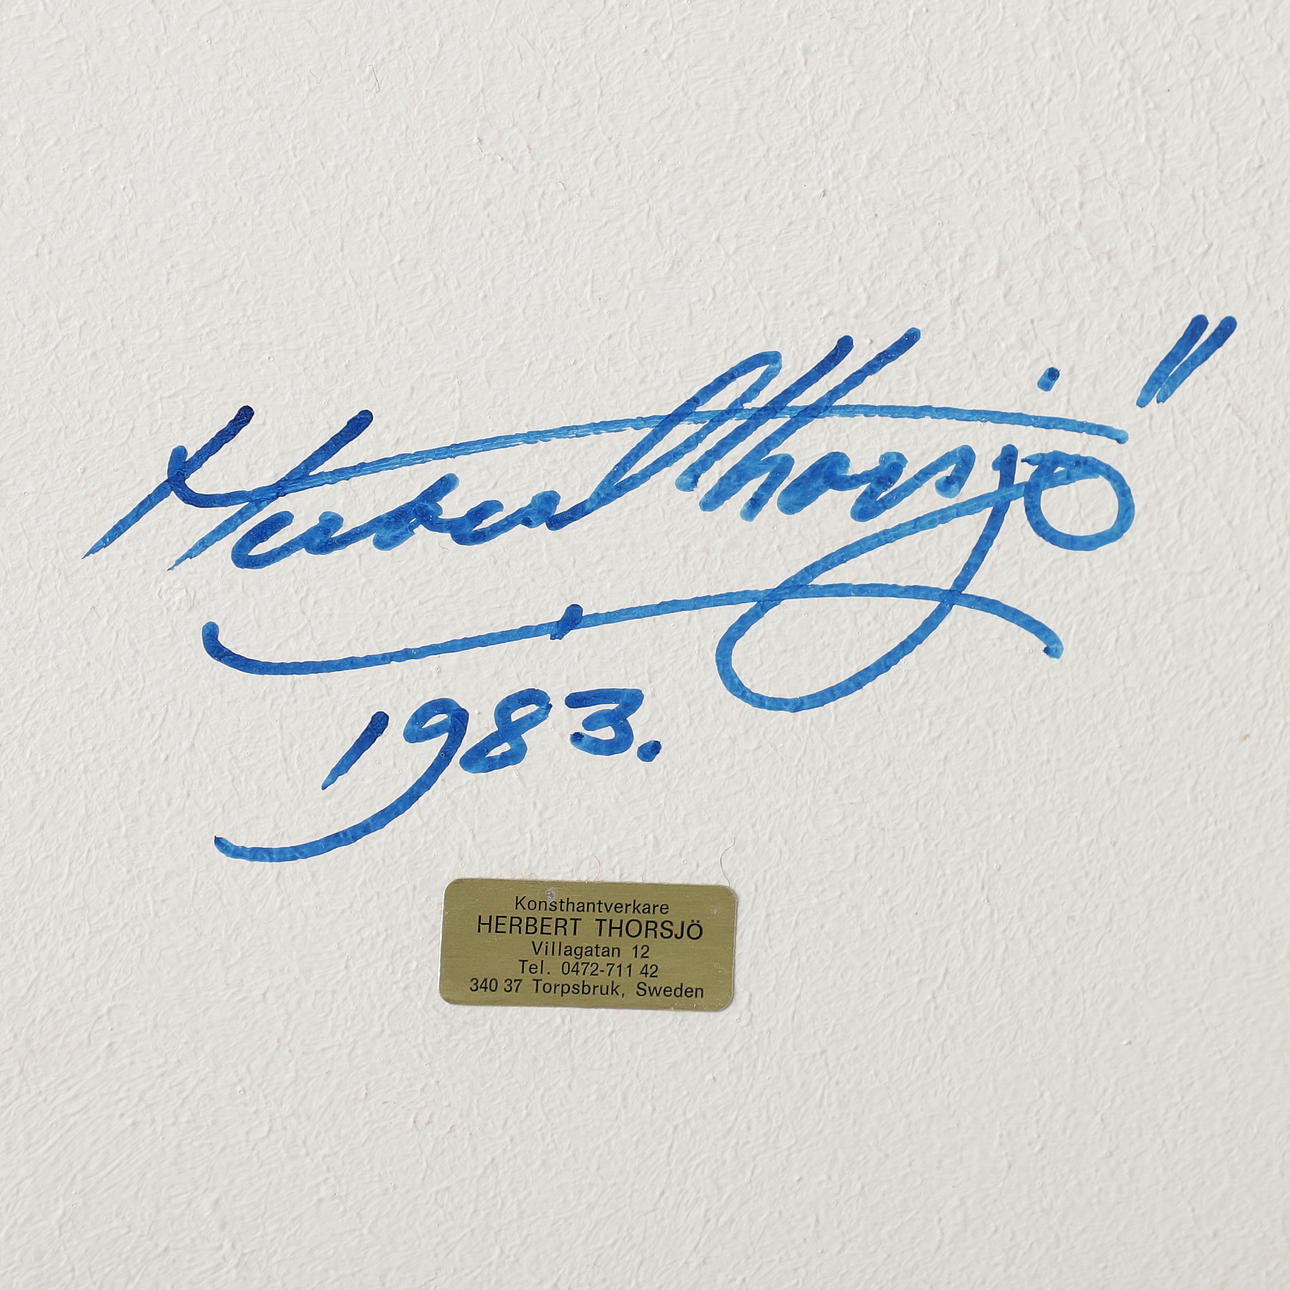 Herbert Thorsjö
1983.
Konsthantverkare
HERBERT THORSJÖ
Villagatan 12
Tel. 0472-711 42
340 37 Torpsbruk, Sweden